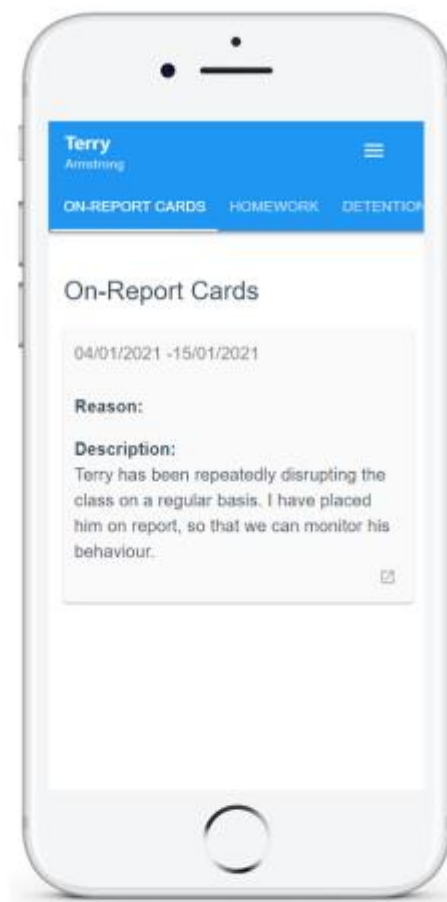 Terry
Armstrong
ON-REPORT CARDS HOMEWORK DETENTION
On-Report Cards
04/01/2021 -15/01/2021
Reason:
Description:
Terry has been repeatedly disrupting the
class on a regular basis. I have placed
him on report, so that we can monitor his
behaviour.